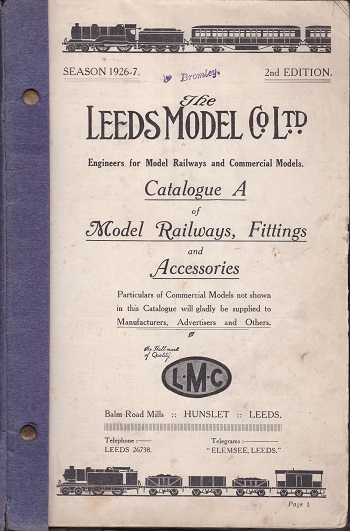 SEASON 1926-7.
Bromley.
2nd EDITION.
The
LEEDS MODEL Co LTD
Engineers for Model Railways and Commercial Models.
Catalogue A
of
Model Railways, Fittings
and
Accessories
Particulars of Commercial Models not shown
in this Catalogue will gladly be supplied to
Manufacturers, Advertisers and Others.
The Hallmark
of Quality.
L·M·C
Balm Road Mills :: HUNSLET :: LEEDS.
Telephone:—
LEEDS 26738.
Telegrams:—
"ELEMSEE, LEEDS."
Page 1